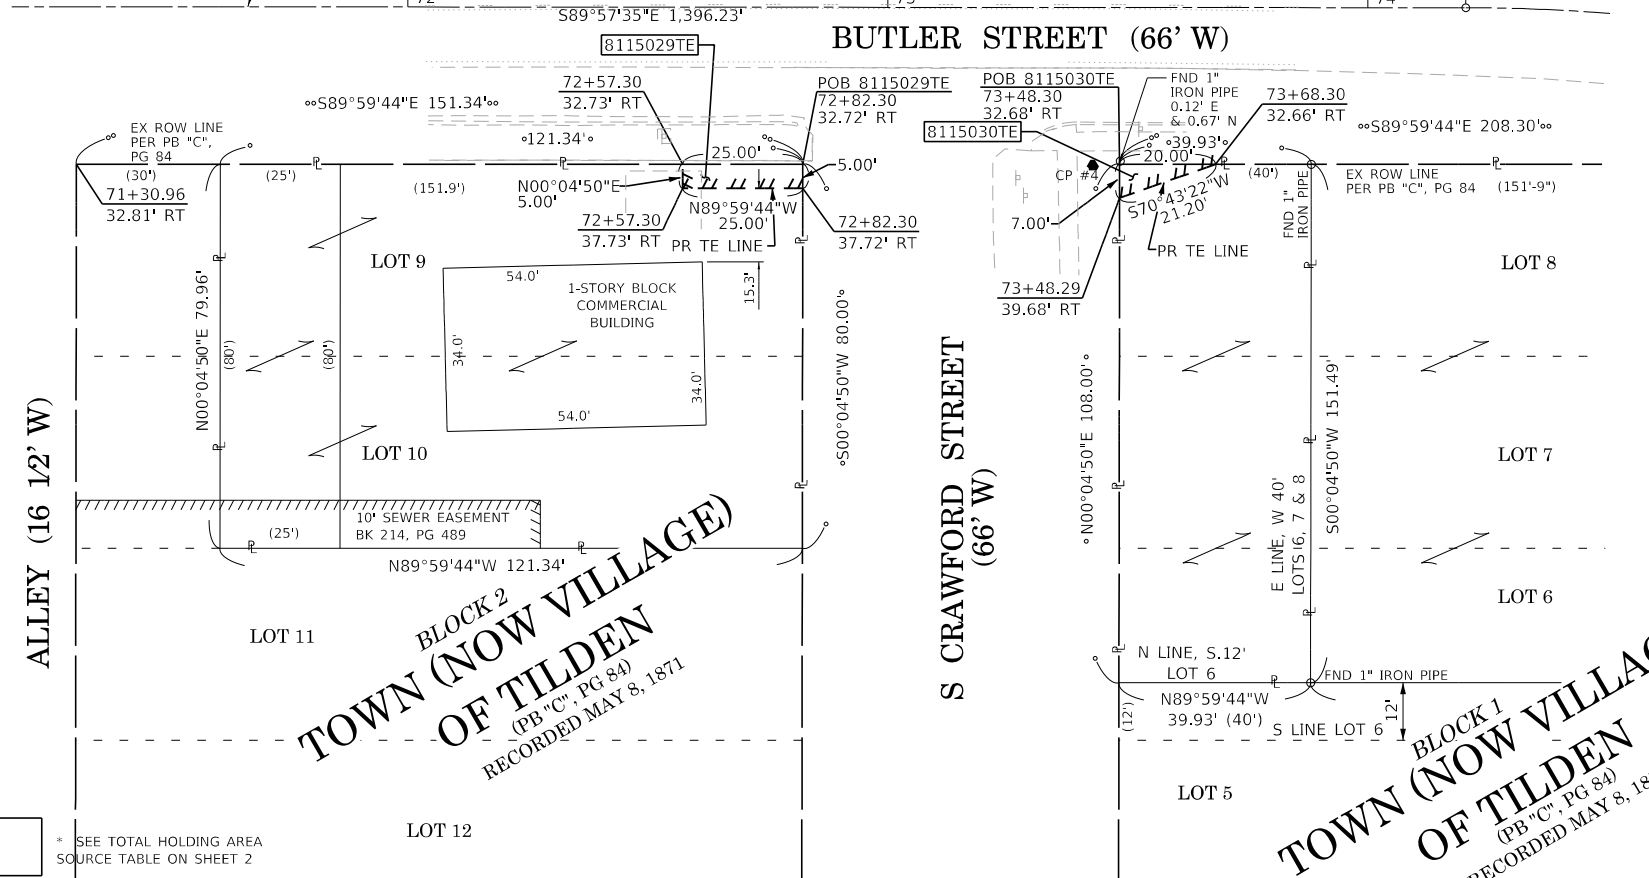 72
73
74
S89°57'35"E 1,396.23'
BUTLER STREET (66' W)
8115029TE
72+57.30
32.73' RT
POB 8115029TE
72+82.30
32.72' RT
POB 8115030TE
73+48.30
32.68' RT
FND 1"
IRON PIPE
0.12' E
& 0.67' N
73+68.30
32.66' RT
S89°59'44"E 151.34'
EX ROW LINE
PER PB "C",
PG 84
121.34'
8115030TE
39.93'
S89°59'44"E 208.30'
25.00'
5.00'
20.00'
(30')
(25')
(151.9')
N00°04'50"E
5.00'
CP #4
(40')
EX ROW LINE
PER PB "C", PG 84
(151'-9")
71+30.96
32.81' RT
N89°59'44"W
25.00'
S70°43'22"W
21.20'
FND 1"
IRON PIPE
72+57.30
37.73' RT
PR TE LINE
72+82.30
37.72' RT
7.00'
PR TE LINE
LOT 9
54.0'
1-STORY BLOCK
COMMERCIAL
BUILDING
15.3'
73+48.29
39.68' RT
LOT 8
N00°04'50"E 79.96'
(80')
(80')
34.0'
34.0'
54.0'
S00°04'50"W 80.00'
N00°04'50"E 108.00'
S00°04'50"W 151.49'
ALLEY (16 1/2' W)
LOT 10
S CRAWFORD STREET
(66' W)
LOT 7
E LINE, W 40'
LOTS 6, 7 & 8
10' SEWER EASEMENT
BK 214, PG 489
(25')
N89°59'44"W 121.34'
LOT 6
LOT 11
BLOCK 2
TOWN (NOW VILLAGE)
OF TILDEN
(PB "C", PG 84)
RECORDED MAY 8, 1871
N LINE, S.12'
LOT 6
FND 1" IRON PIPE
N89°59'44"W
39.93' (40')
(12')
12'
S LINE LOT 6
BLOCK 1
TOWN (NOW VILLAG
OF TILDEN
(PB "C", PG 84)
RECORDED MAY 8, 18
LOT 5
LOT 12
* SEE TOTAL HOLDING AREA
SOURCE TABLE ON SHEET 2